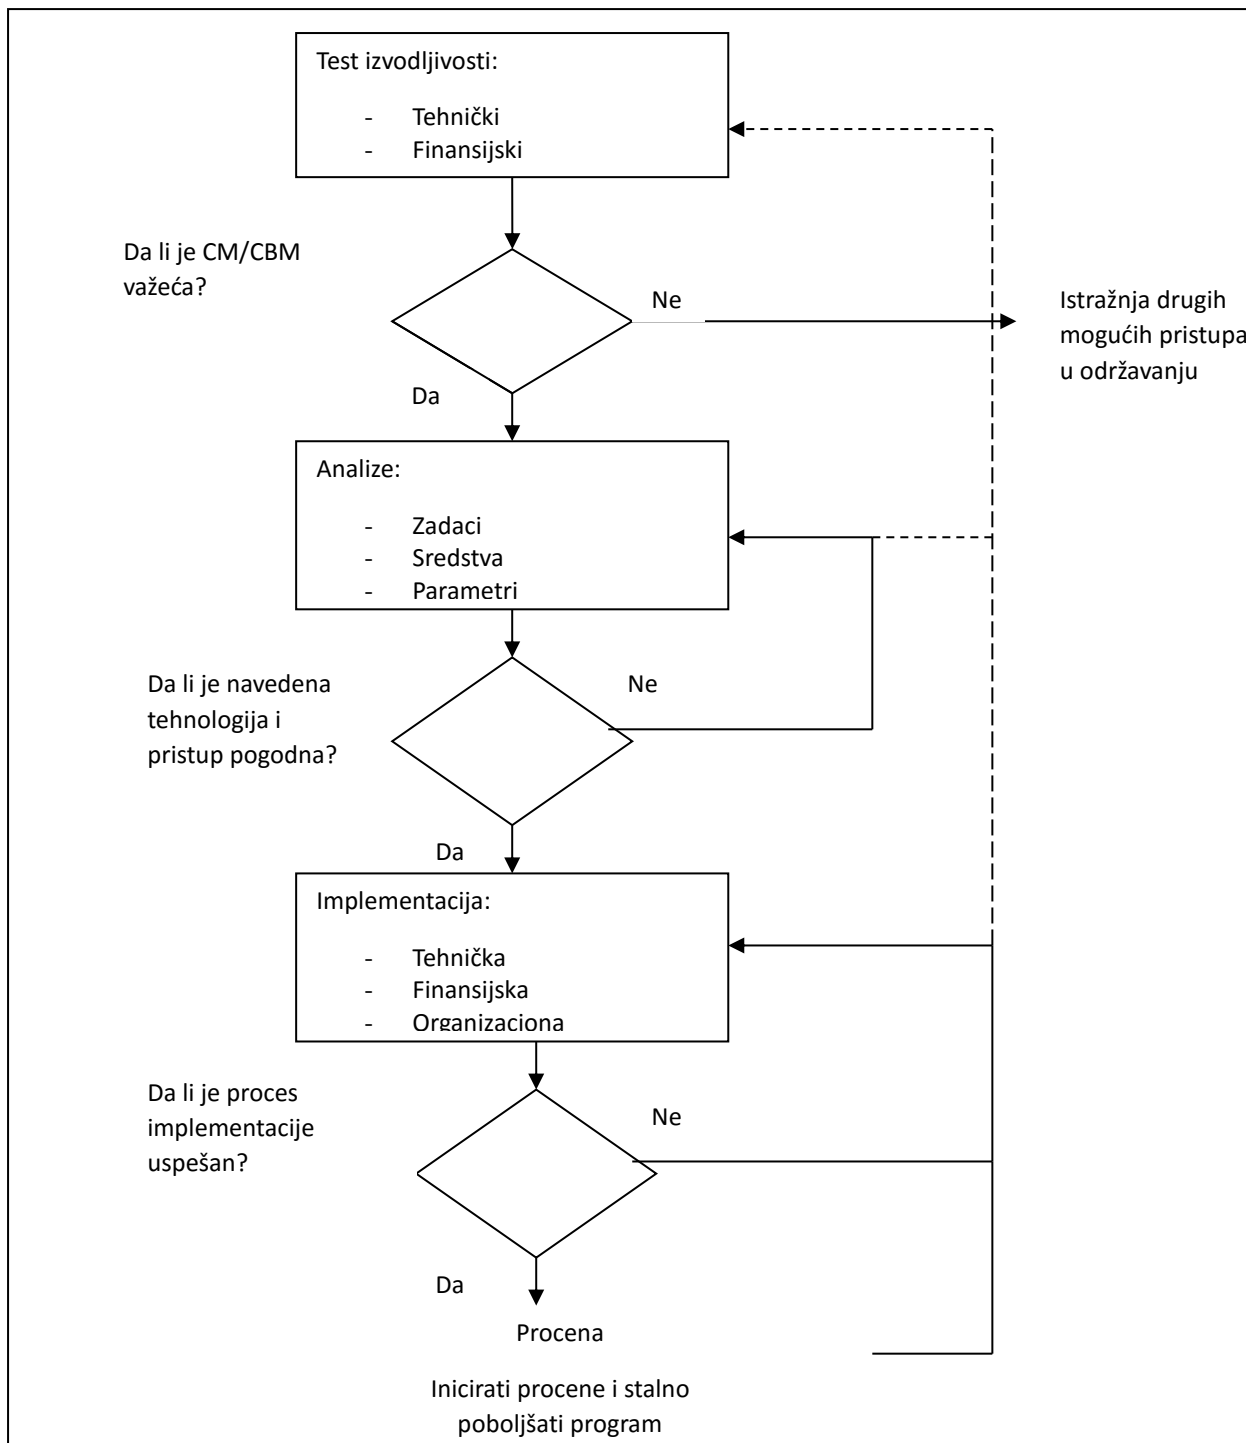 Test izvodljivosti:
- Tehnički
- Finansijski
Da li je CM/CBM
važeća?
Ne
Istražnja drugih
mogućih pristupa
u održavanju
Da
Analize:
- Zadaci
- Sredstva
- Parametri
Da li je navedena
tehnologija i
pristup pogodna?
Ne
Da
Implementacija:
- Tehnička
- Finansijska
- Organizaciona
Da li je proces
implementacije
uspešan?
Ne
Da
Procena
Inicirati procene i stalno
poboljšati program